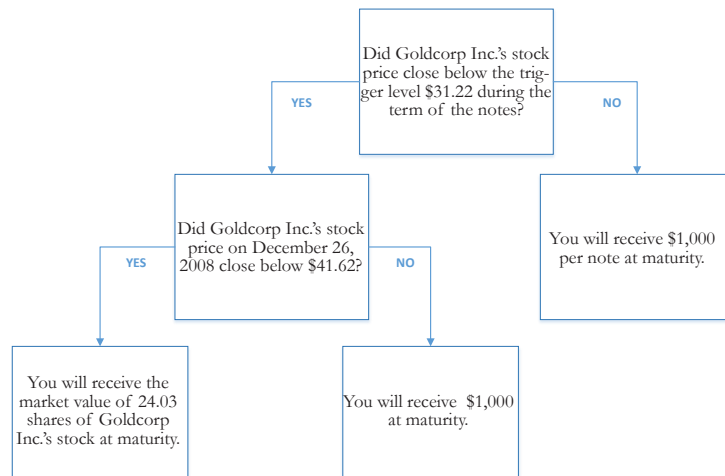 Did Goldcorp Inc.'s stock
price close below the trig-
ger level $31.22 during the
term of the notes?
YES
NO
Did Goldcorp Inc.'s stock
price on December 26,
2008 close below $41.62?
You will receive $1,000
per note at maturity.
YES
NO
You will receive the
market value of 24.03
shares of Goldcorp
Inc.'s stock at maturity.
You will receive $1,000
at maturity.